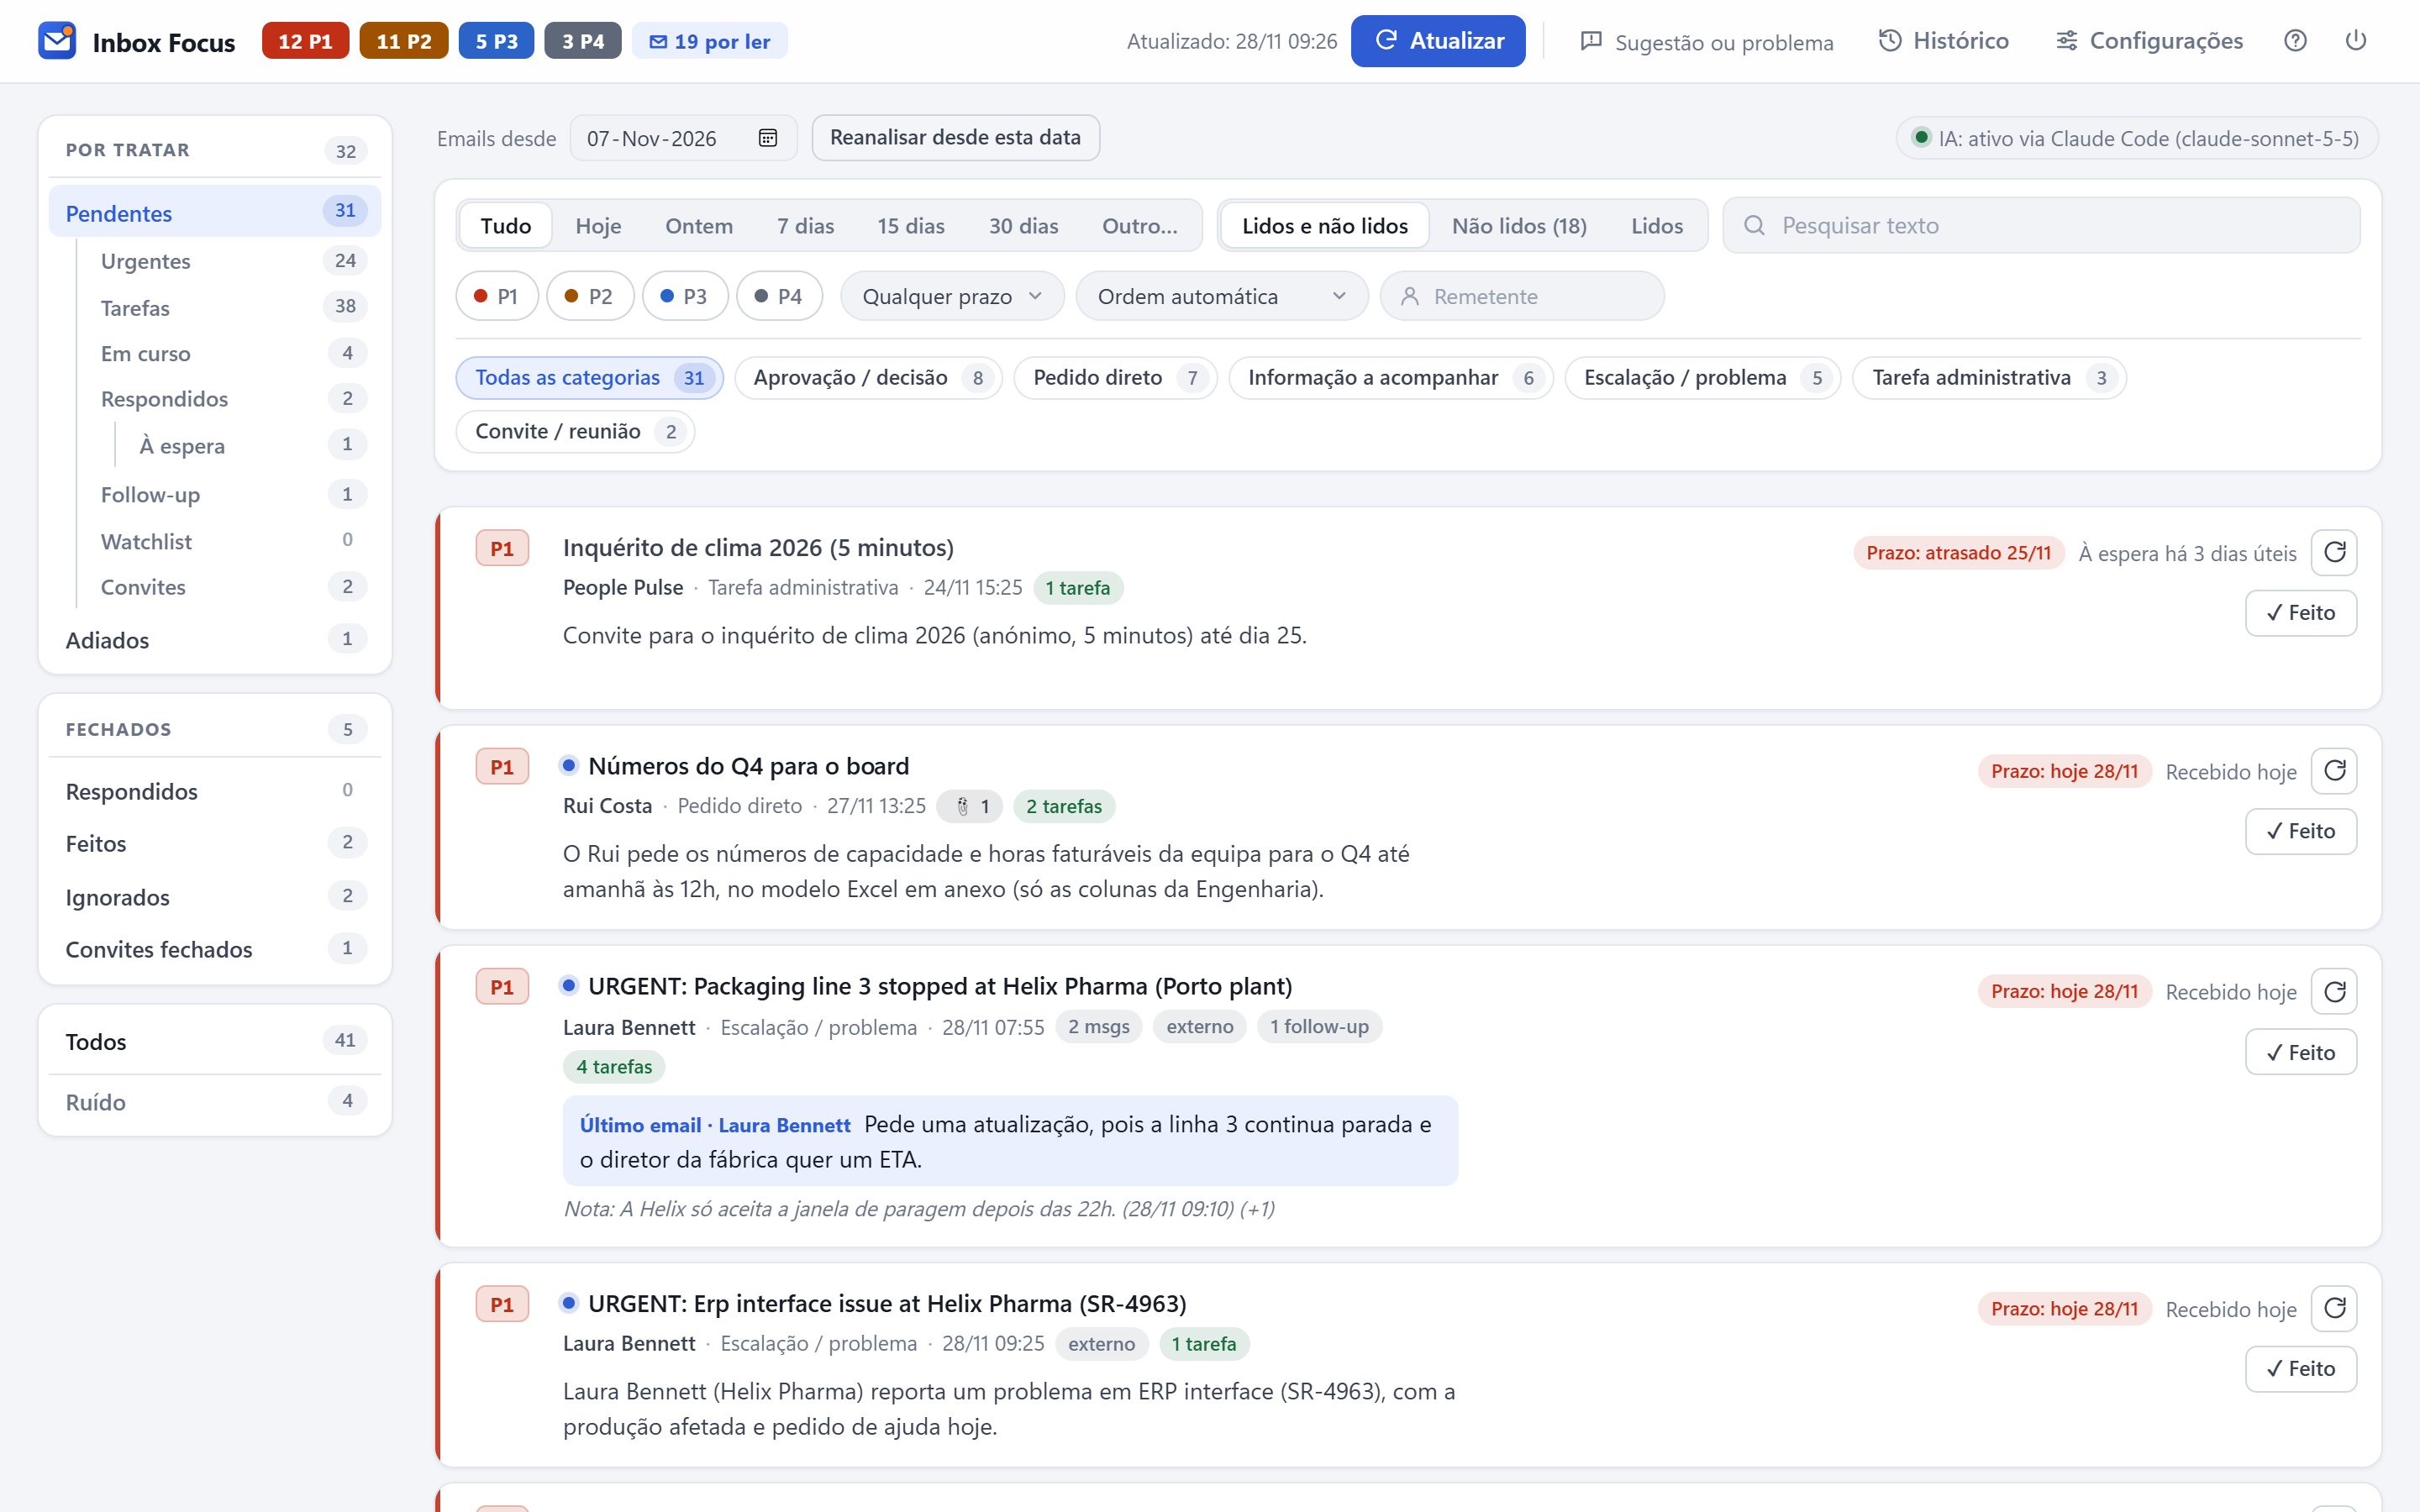 Inbox Focus
12 P1
11 P2
5 P3
3 P4
19 por ler
Atualizado: 28/11 09:26
Atualizar
Sugestão ou problema
Histórico
Configurações
POR TRATAR 32
Pendentes 31
Urgentes 24
Tarefas 38
Em curso 4
Respondidos 2
À espera 1
Follow-up 1
Watchlist 0
Convites 2
Adiados 1
FECHADOS 5
Respondidos 0
Feitos 2
Ignorados 2
Convites fechados 1
Todos 41
Ruído 4
Emails desde 07-Nov-2026 Reanalisar desde esta data
IA: ativo via Claude Code (claude-sonnet-5-5)
Tudo Hoje Ontem 7 dias 15 dias 30 dias Outro...
Lidos e não lidos Não lidos (18) Lidos
Pesquisar texto
P1 P2 P3 P4 Qualquer prazo Ordem automática Remetente
Todas as categorias 31 Aprovação / decisão 8 Pedido direto 7 Informação a acompanhar 6 Escalação / problema 5 Tarefa administrativa 3
Convite / reunião 2
P1 Inquérito de clima 2026 (5 minutos)
Prazo: atrasado 25/11 À espera há 3 dias úteis
People Pulse · Tarefa administrativa · 24/11 15:25 1 tarefa
✓ Feito
Convite para o inquérito de clima 2026 (anónimo, 5 minutos) até dia 25.
P1 Números do Q4 para o board
Prazo: hoje 28/11 Recebido hoje
Rui Costa · Pedido direto · 27/11 13:25 1 2 tarefas
✓ Feito
O Rui pede os números de capacidade e horas faturáveis da equipa para o Q4 até
amanhã às 12h, no modelo Excel em anexo (só as colunas da Engenharia).
P1 URGENT: Packaging line 3 stopped at Helix Pharma (Porto plant)
Prazo: hoje 28/11 Recebido hoje
Laura Bennett · Escalação / problema · 28/11 07:55 2 msgs externo 1 follow-up
4 tarefas
✓ Feito
Último email · Laura Bennett Pede uma atualização, pois a linha 3 continua parada e
o diretor da fábrica quer um ETA.
Nota: A Helix só aceita a janela de paragem depois das 22h. (28/11 09:10) (+1)
P1 URGENT: Erp interface issue at Helix Pharma (SR-4963)
Prazo: hoje 28/11 Recebido hoje
Laura Bennett · Escalação / problema · 28/11 09:25 externo 1 tarefa
✓ Feito
Laura Bennett (Helix Pharma) reporta um problema em ERP interface (SR-4963), com a
produção afetada e pedido de ajuda hoje.